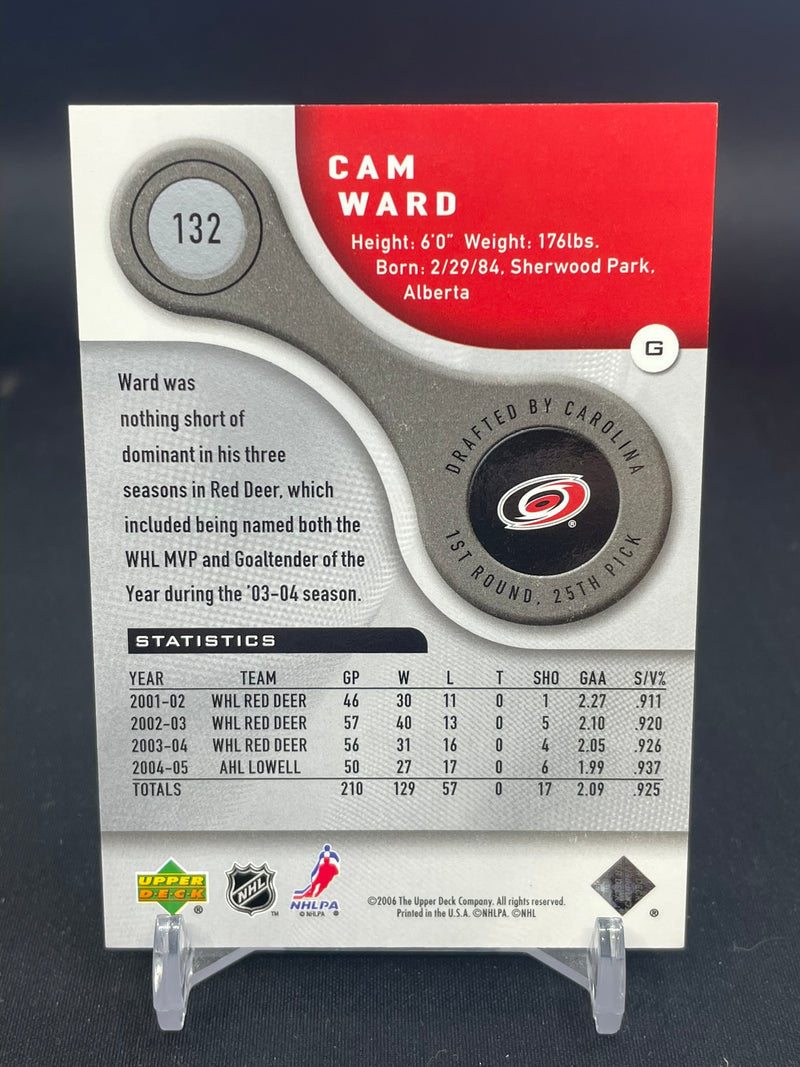 132
CAM
WARD
Height: 6'0" Weight: 176lbs.
Born: 2/29/84, Sherwood Park,
Alberta
G
Ward was
nothing short of
dominant in his three
seasons in Red Deer, which
included being named both the
WHL MVP and Goaltender of the
Year during the '03-04 season.
DRAFTED BY CAROLINA
1ST ROUND, 25TH PICK
®
STATISTICS
YEAR TEAM GP W L T SHO GAA S/V%
2001-02 WHL RED DEER 46 30 11 0 1 2.27 .911
2002-03 WHL RED DEER 57 40 13 0 5 2.10 .920
2003-04 WHL RED DEER 56 31 16 0 4 2.05 .926
2004-05 AHL LOWELL 50 27 17 0 6 1.99 .937
TOTALS 210 129 57 0 17 2.09 .925
UPPER
DECK ®
NHL ™
NHLPA
© NHLPA ®
©2006 The Upper Deck Company. All rights reserved.
Printed in the U.S.A. ©NHLPA. ©NHL
®